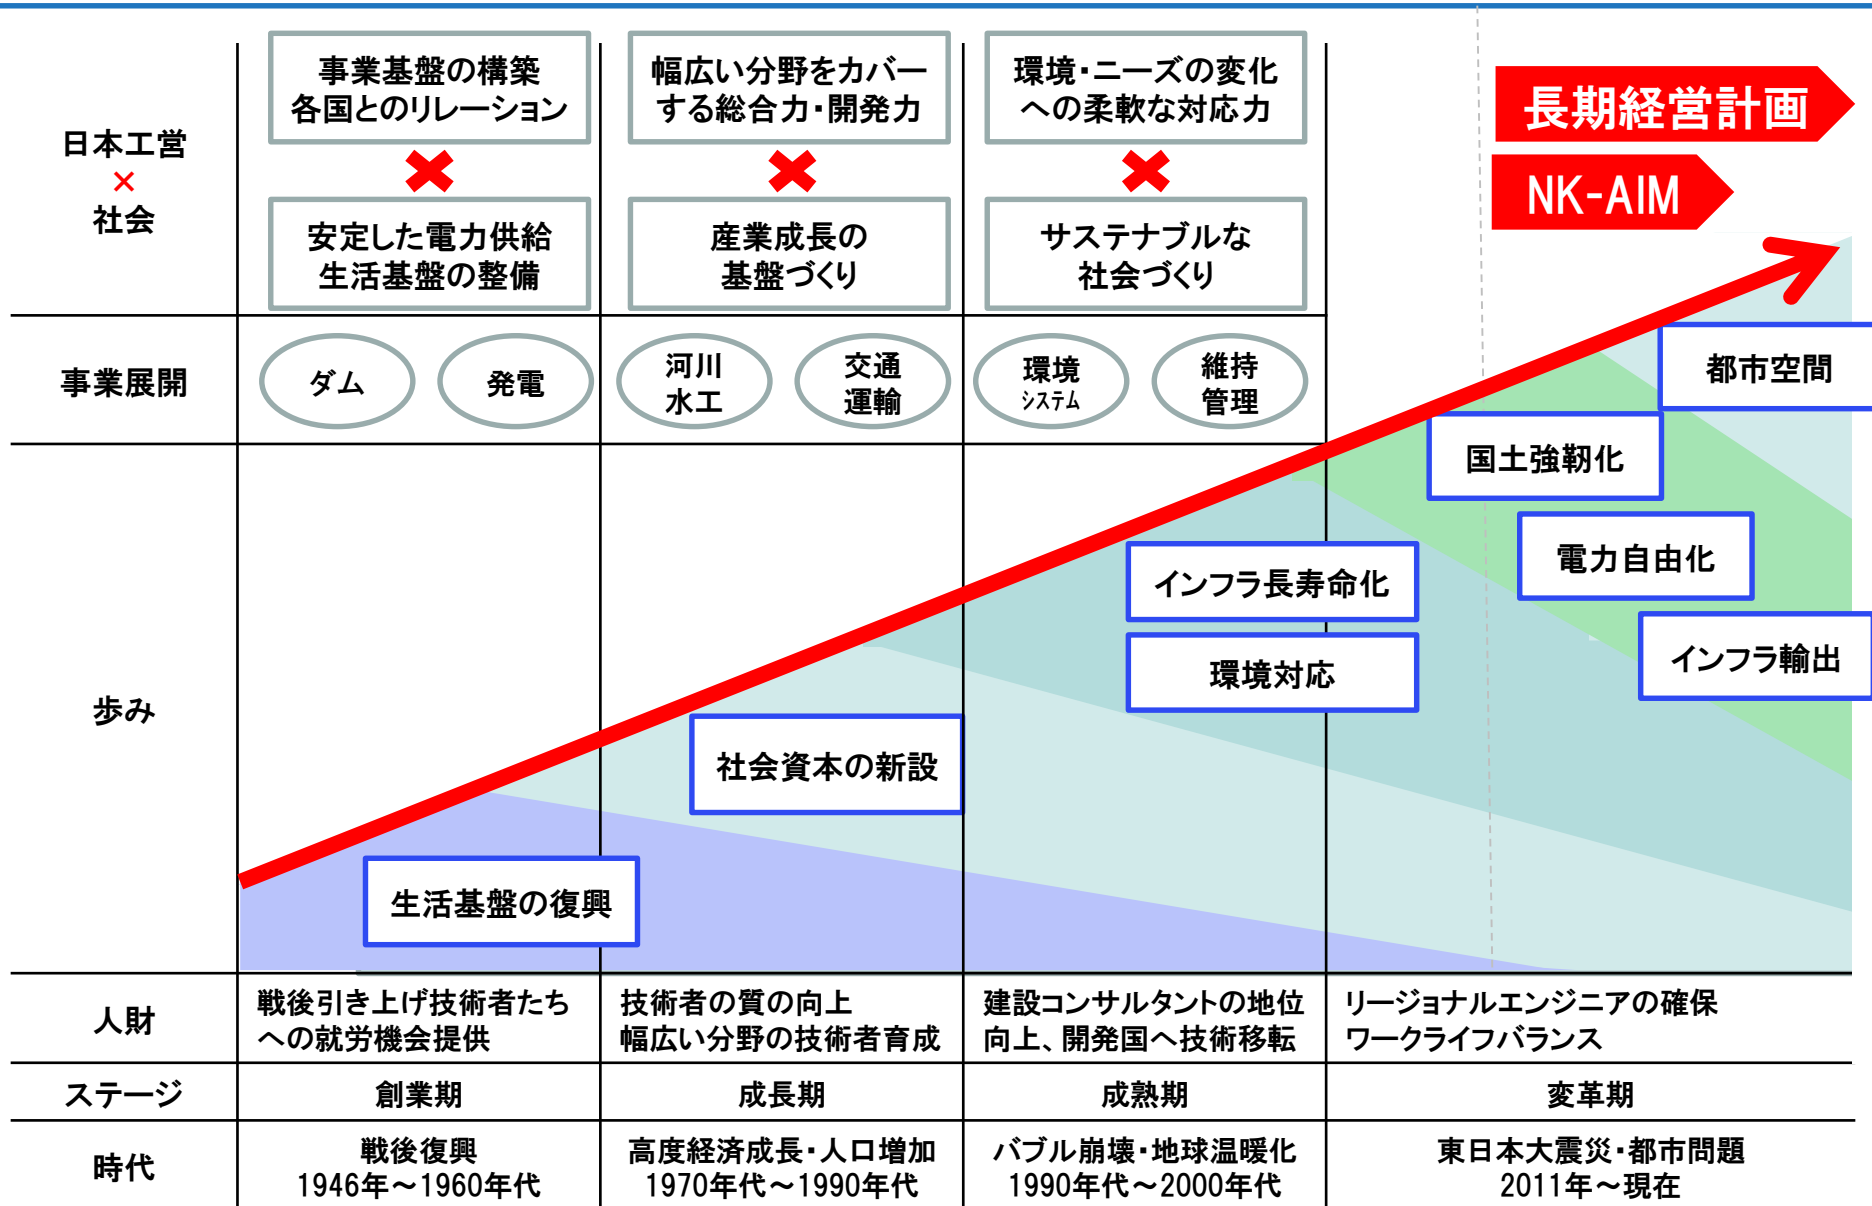 日本工営
×
社会
事業基盤の構築
各国とのリレーション
安定した電力供給
生活基盤の整備
幅広い分野をカバー
する総合力・開発力
産業成長の
基盤づくり
環境・ニーズの変化
への柔軟な対応力
サステナブルな
社会づくり
長期経営計画
NK-AIM
事業展開
ダム
発電
河川
水工
交通
運輸
環境
システム
維持
管理
都市空間
国土強靭化
電力自由化
インフラ輸出
インフラ長寿命化
環境対応
歩み
社会資本の新設
生活基盤の復興
人財
戦後引き上げ技術者たち
への就労機会提供
技術者の質の向上
幅広い分野の技術者育成
建設コンサルタントの地位
向上、開発国へ技術移転
リージョナルエンジニアの確保
ワークライフバランス
ステージ
創業期
成長期
成熟期
変革期
時代
戦後復興
1946年～1960年代
高度経済成長・人口増加
1970年代～1990年代
バブル崩壊・地球温暖化
1990年代～2000年代
東日本大震災・都市問題
2011年～現在